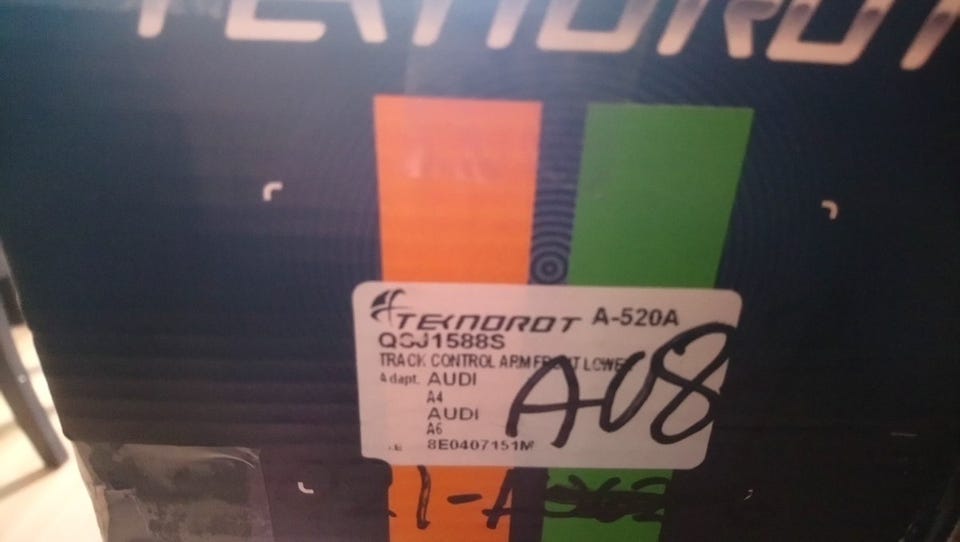 TEKNOROT
TEKNOROT A-520A
QSJ1588S
TRACK CONTROL ARM FRONT LOWER
Adapt. AUDI
A4
AUDI
A6
8E0407151M
A08